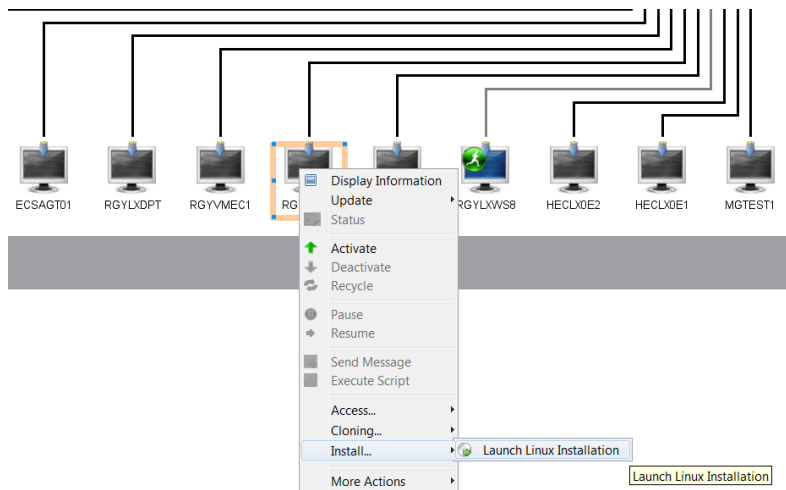 ECSAGT01
RGYLXDPT
RGYVMEC1
RG
RGYLXWS8
HECLX0E2
HECLX0E1
MGTEST1
Display Information
Update
Status
Activate
Deactivate
Recycle
Pause
Resume
Send Message
Execute Script
Access...
Cloning...
Install...
Launch Linux Installation
Launch Linux Installation
More Actions